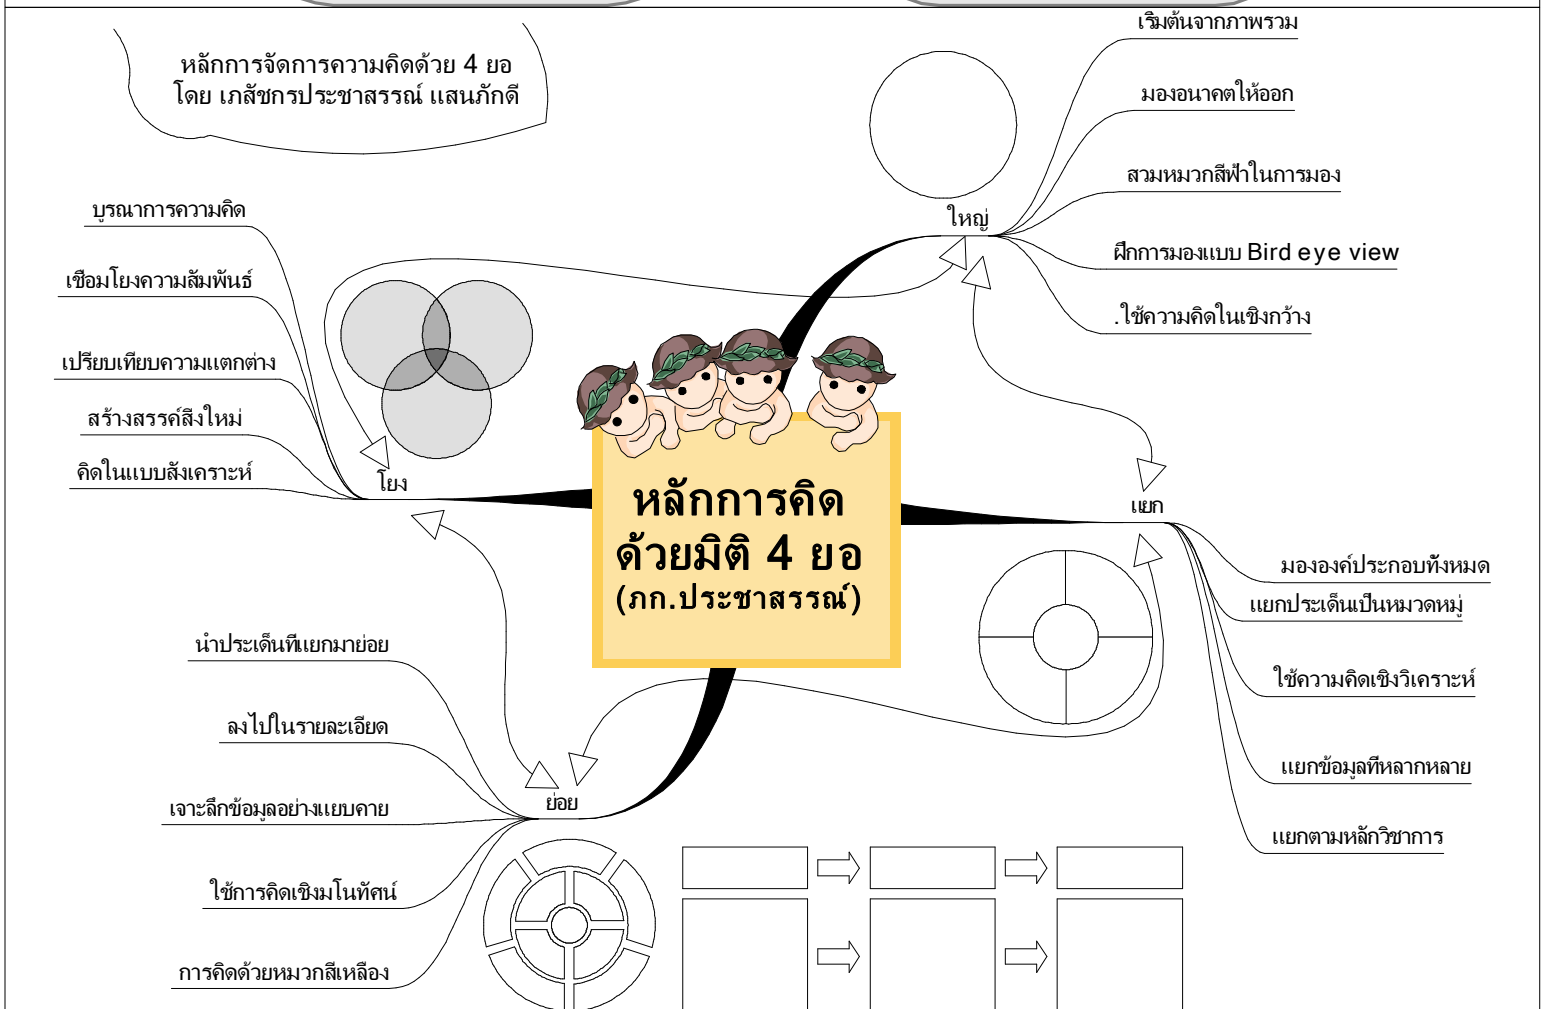 หลักการจัดการความคิดด้วย 4 ยอ
โดย เภสัชกรประชาสรรณ์ แสนภักดี
หลักการคิด
ด้วยมิติ 4 ยอ
(ภก.ประชาสรรณ์)
ใหญ่
เริ่มต้นจากภาพรวม
มองอนาคตให้ออก
สวมหมวกสีฟ้าในการมอง
ฝึกการมองแบบ Bird eye view
.ใช้ความคิดในเชิงกว้าง
แยก
มององค์ประกอบทั้งหมด
แยกประเด็นเป็นหมวดหมู่
ใช้ความคิดเชิงวิเคราะห์
แยกข้อมูลที่หลากหลาย
แยกตามหลักวิชาการ
ย่อย
นำประเด็นที่แยกมาย่อย
ลงไปในรายละเอียด
เจาะลึกข้อมูลอย่างแยบคาย
ใช้การคิดเชิงมโนทัศน์
การคิดด้วยหมวกสีเหลือง
โยง
บูรณาการความคิด
เชื่อมโยงความสัมพันธ์
เปรียบเทียบความแตกต่าง
สร้างสรรค์สิ่งใหม่
คิดในแบบสังเคราะห์